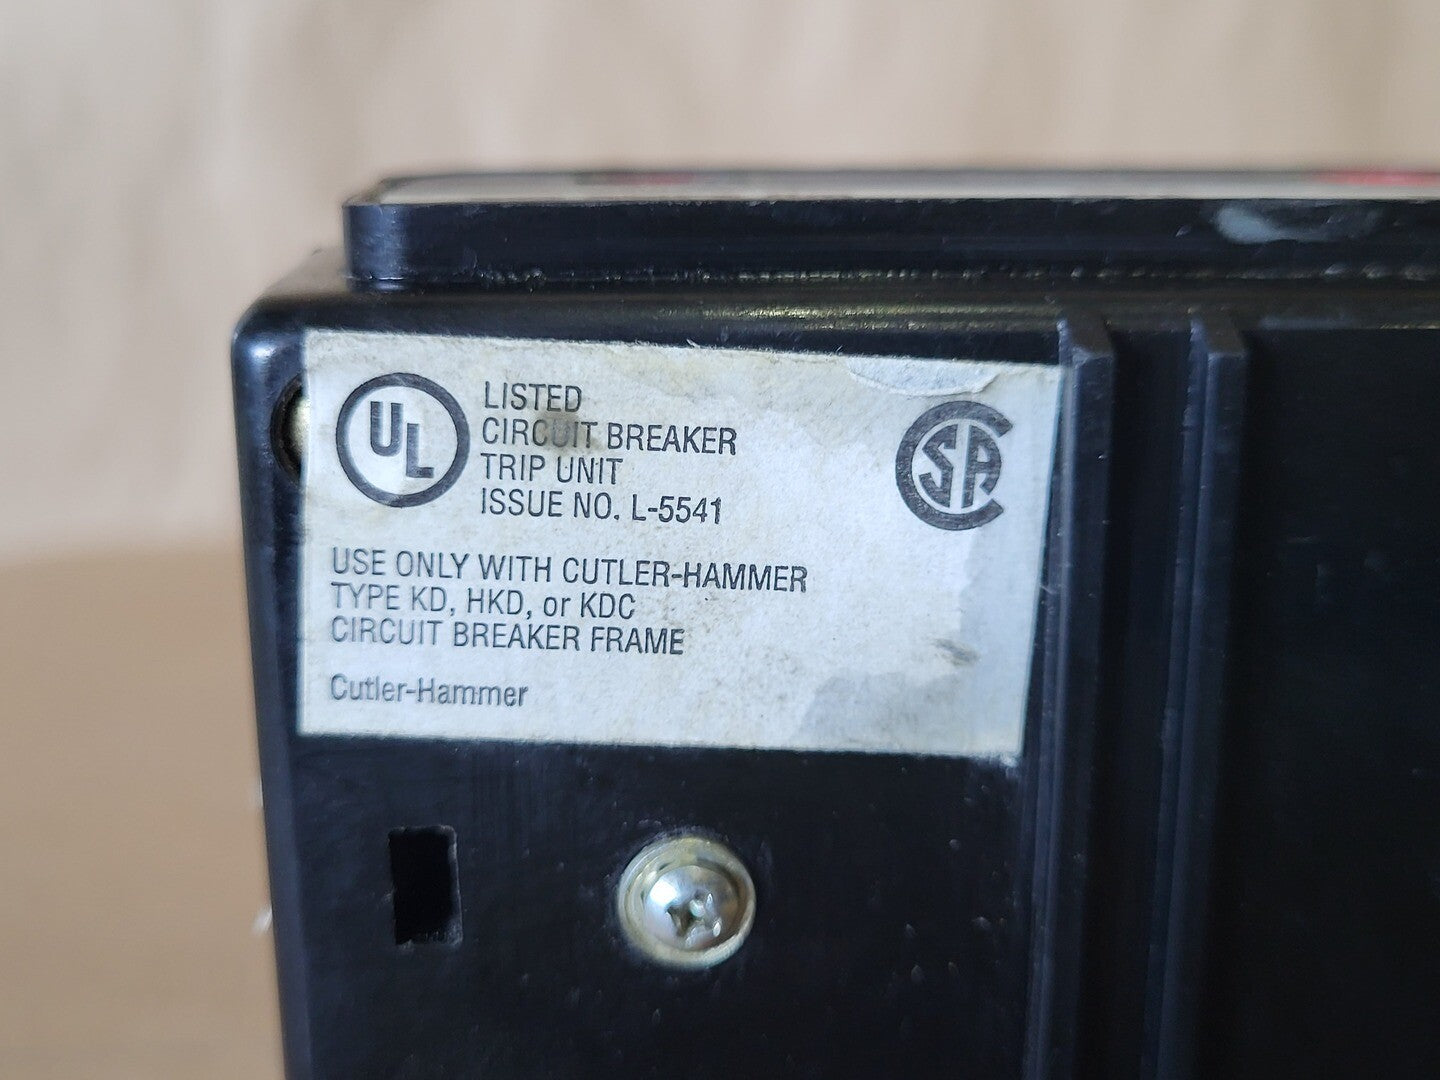 UL
LISTED
CIRCUIT BREAKER
TRIP UNIT
ISSUE NO. L-5541
CSA
USE ONLY WITH CUTLER-HAMMER
TYPE KD, HKD, or KDC
CIRCUIT BREAKER FRAME
Cutler-Hammer